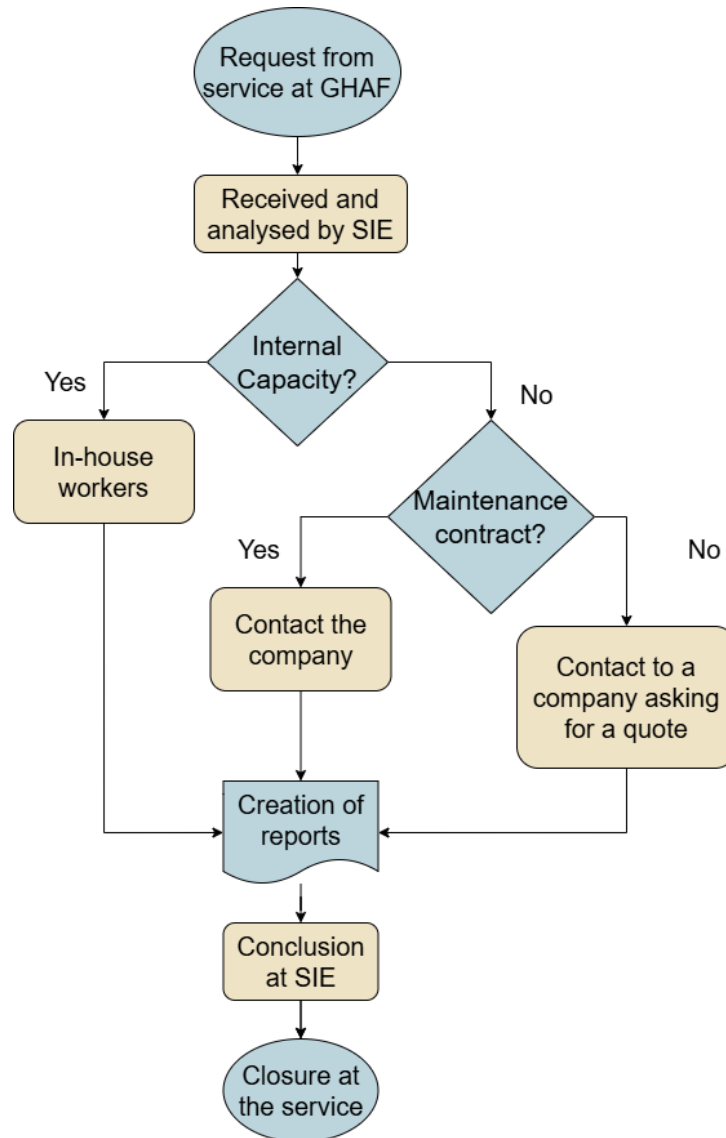 Request from
service at GHAF
Received and
analysed by SIE
Internal
Capacity?
Yes
No
In-house
workers
Maintenance
contract?
Yes
No
Contact the
company
Contact to a
company asking
for a quote
Creation of
reports
Conclusion
at SIE
Closure at
the service